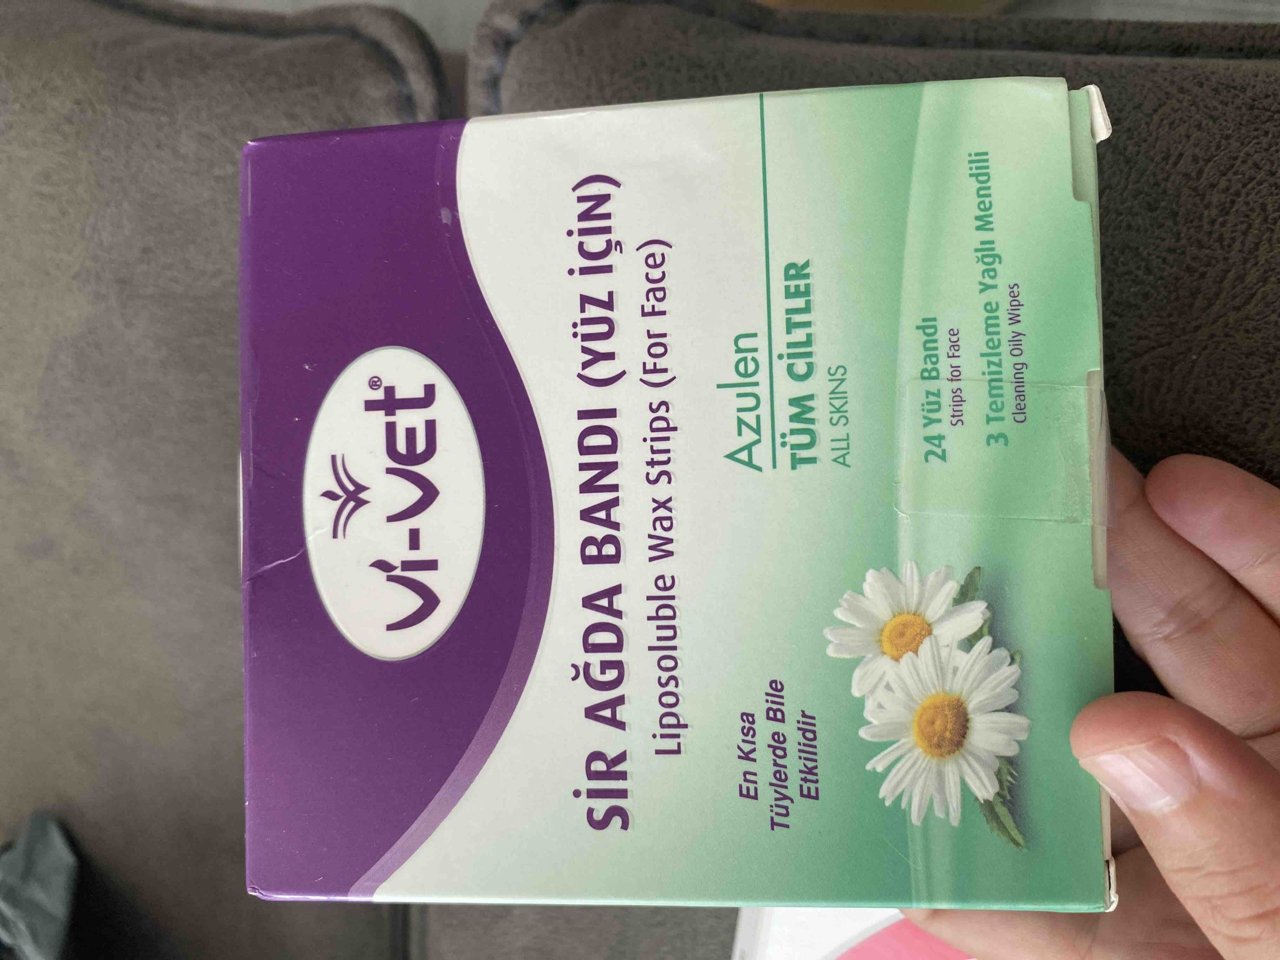 Vi-VET®
SİR AĞDA BANDI (YÜZ İÇİN)
Liposoluble Wax Strips (For Face)
Azulen
TÜM CİLTLER
ALL SKINS
En Kısa
Tüylerde Bile
Etkilidir
24 Yüz Bandı
Strips for Face
3 Temizleme Yağlı Mendili
Cleaning Oily Wipes